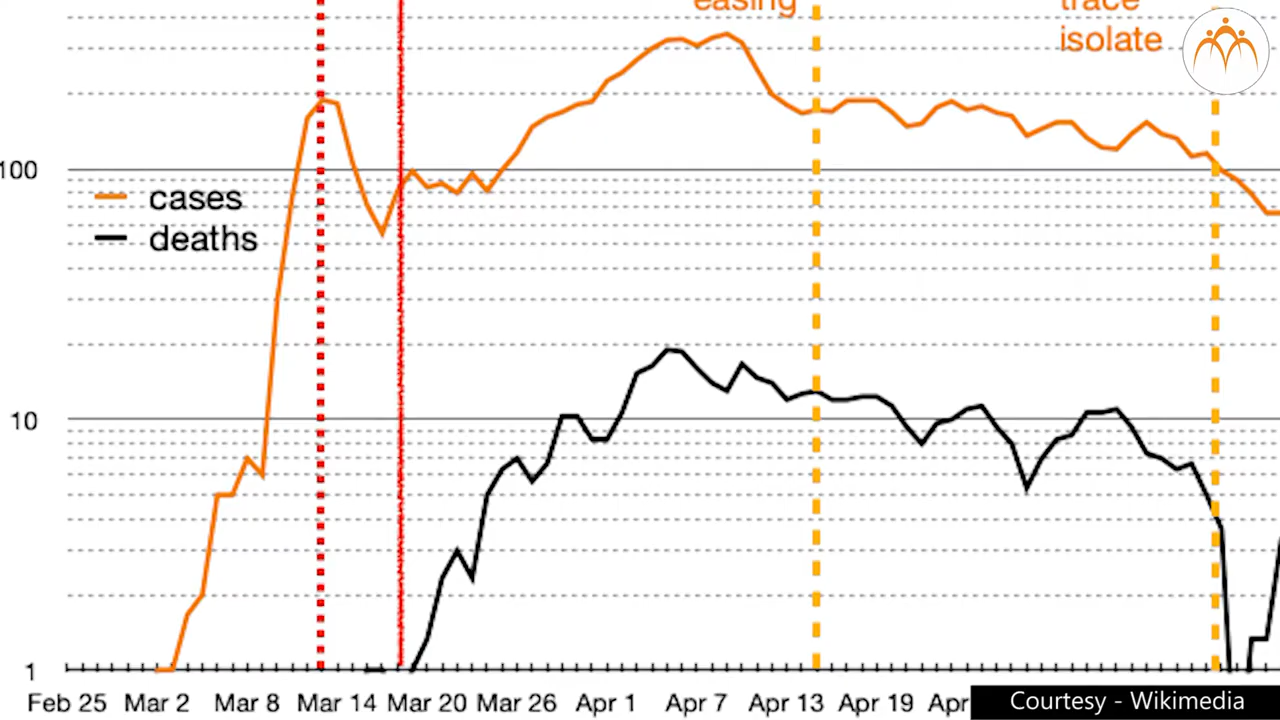 easing
trace
isolate
100
cases
deaths
10
1
Feb 25 Mar 2 Mar 8 Mar 14 Mar 20 Mar 26 Apr 1 Apr 7 Apr 13 Apr 19 Apr
Courtesy - Wikimedia